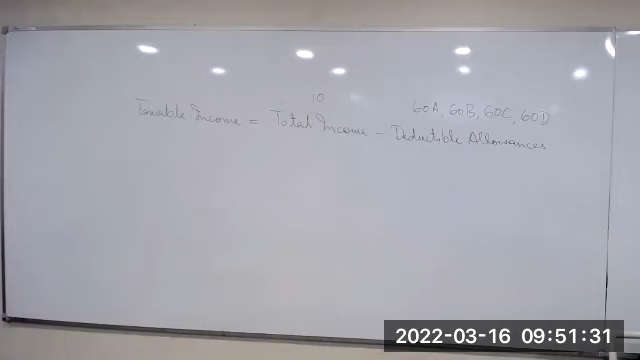 10
60A, 60B, 60C, 60D
Taxable Income = Total Income - Deductible Allowances
2022-03-16 09:51:31